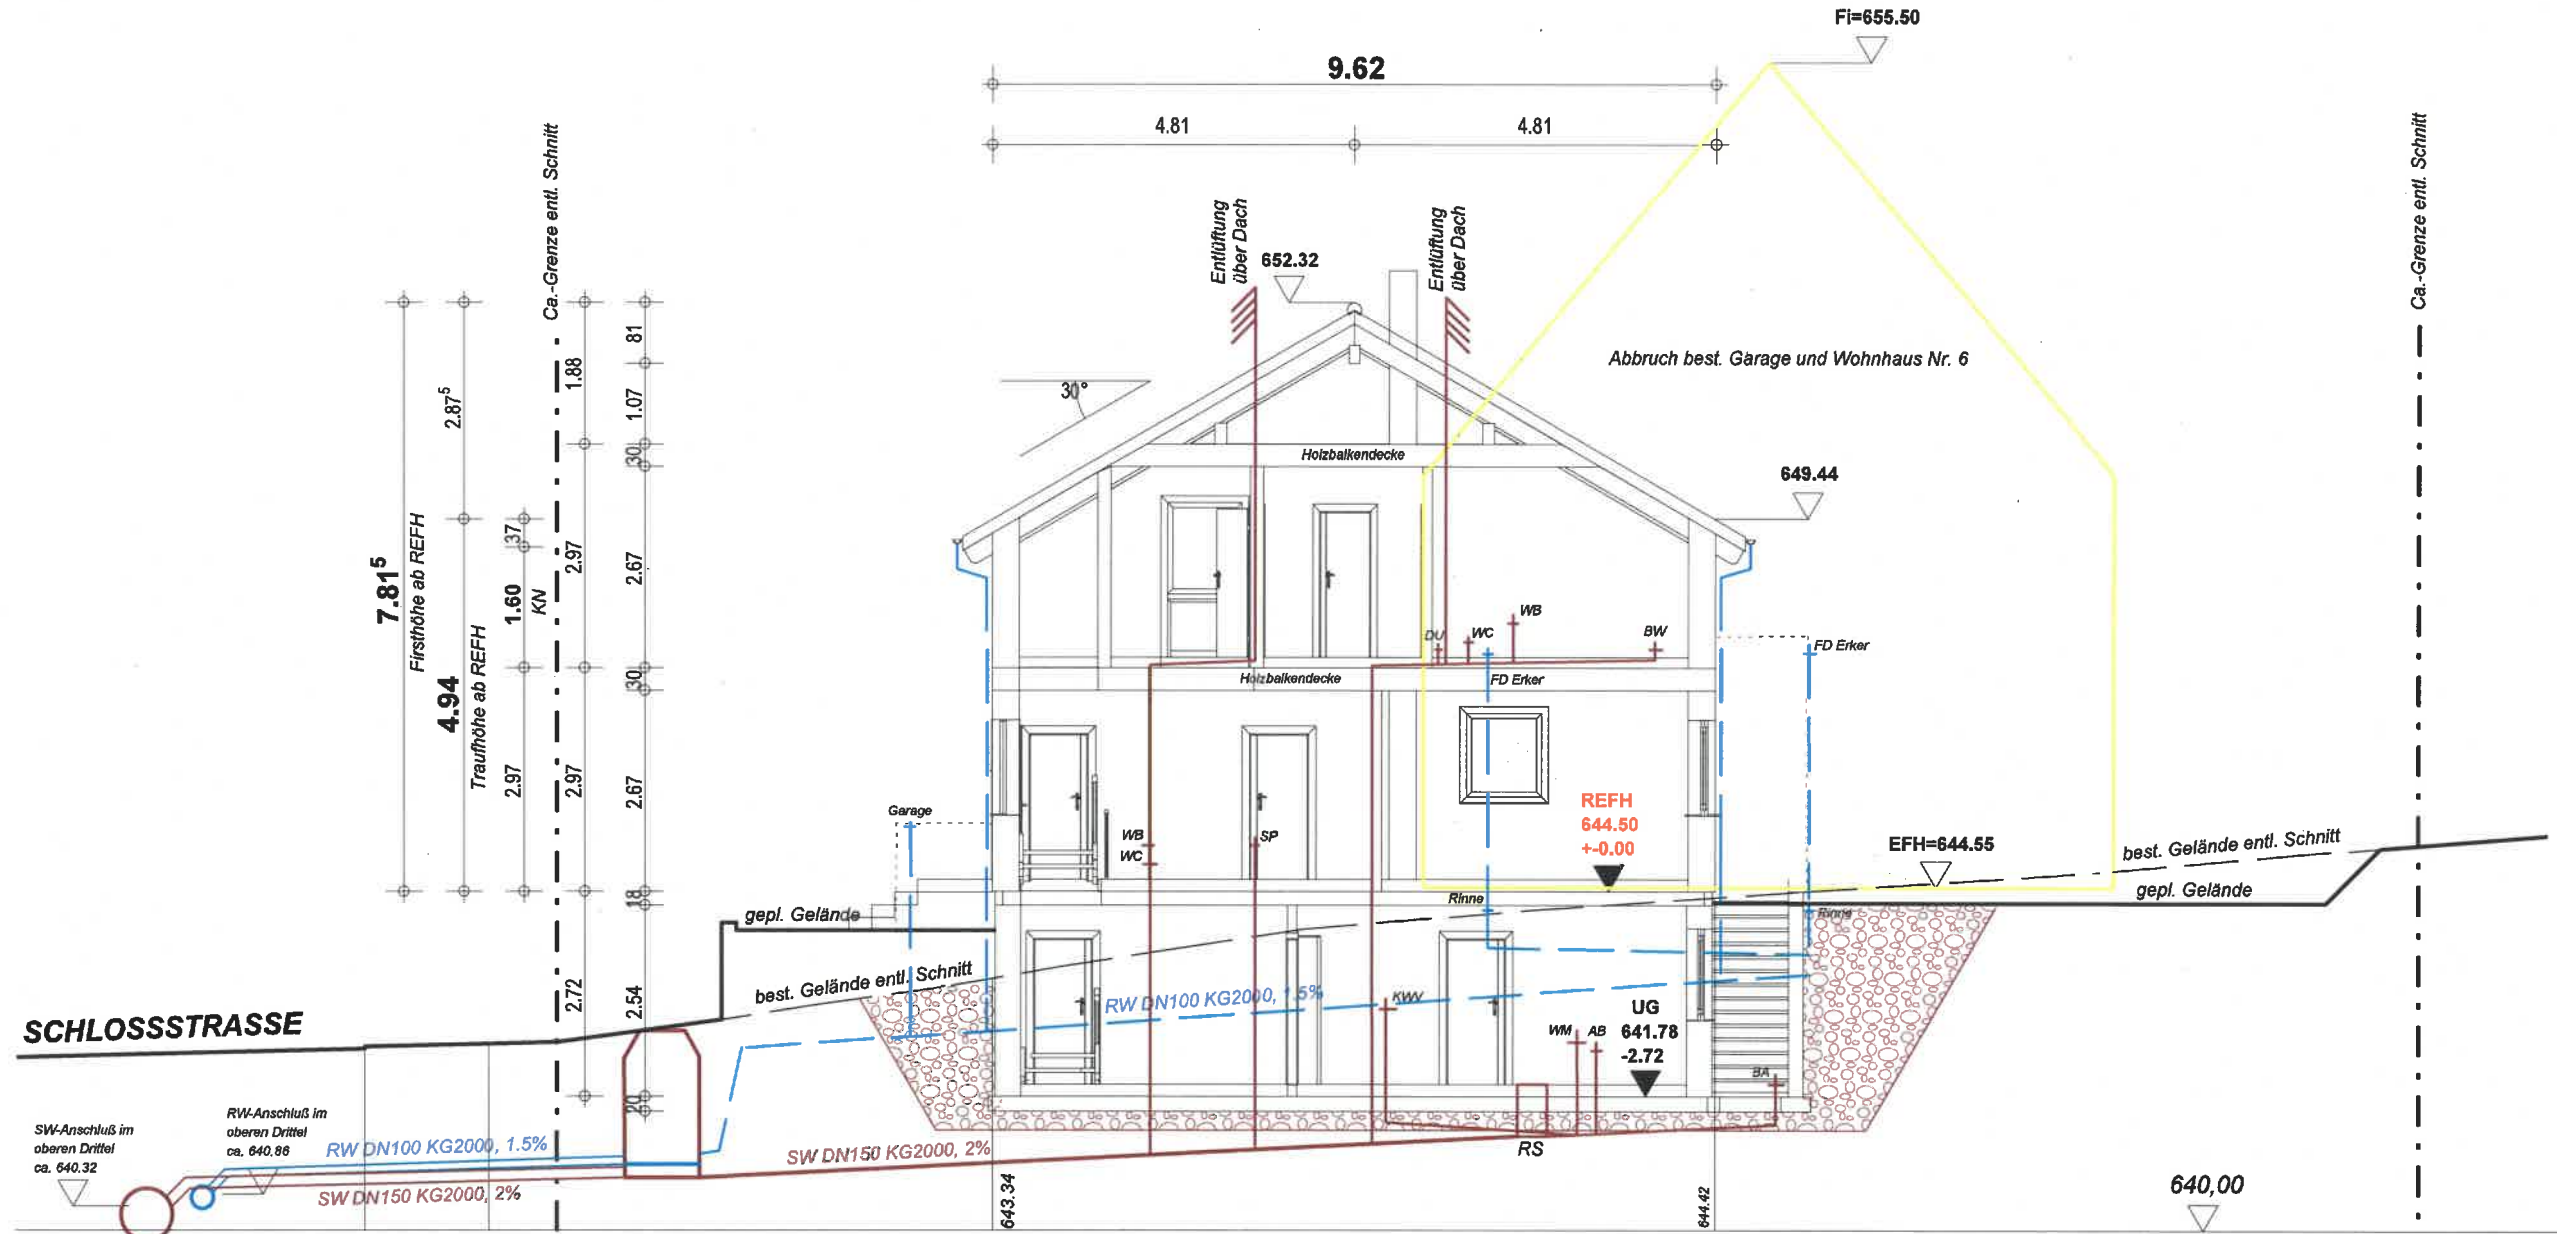 Fi=655.50
9.62
4.81
4.81
Ca.-Grenze entl. Schnitt
Ca.-Grenze entl. Schnitt
Entlüftung
über Dach
652.32
Entlüftung
über Dach
Abbruch best. Garage und Wohnhaus Nr. 6
30°
Holzbalkendecke
649.44
81
1.88
1.07
2.87⁵
30
37
2.97
2.67
7.81⁵
Firsthöhe ab REFH
1.60
KN
4.94
Traufhöhe ab REFH
30
2.97
2.97
2.67
18
2.72
2.54
20
DU
WC
WB
BW
FD Erker
Holzbalkendecke
FD Erker
Garage
WB
WC
SP
REFH
644.50
+-0.00
EFH=644.55
best. Gelände entl. Schnitt
gepl. Gelände
Rinne
Rinne
gepl. Gelände
best. Gelände entl. Schnitt
RW DN100 KG2000, 1.5%
KWV
UG
641.78
-2.72
WM
AB
BA
SCHLOSSSTRASSE
SW-Anschluß im
oberen Drittel
ca. 640.32
RW-Anschluß im
oberen Drittel
ca. 640.86
RW DN100 KG2000, 1.5%
SW DN150 KG2000, 2%
SW DN150 KG2000, 2%
RS
643.34
644.42
640,00